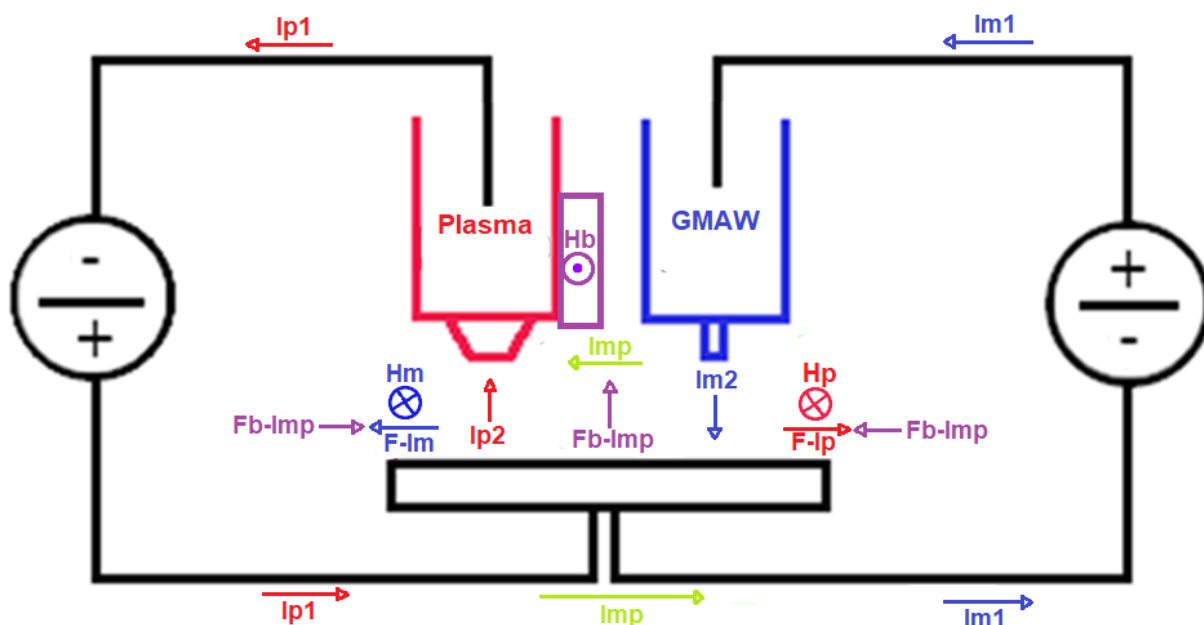 Ip1
Im1
Plasma
GMAW
Hb
-
+
+
-
Imp
Hm
Im2
Hp
Fb-Imp
F-Im
Ip2
Fb-Imp
F-Ip
Fb-Imp
Ip1
Imp
Im1